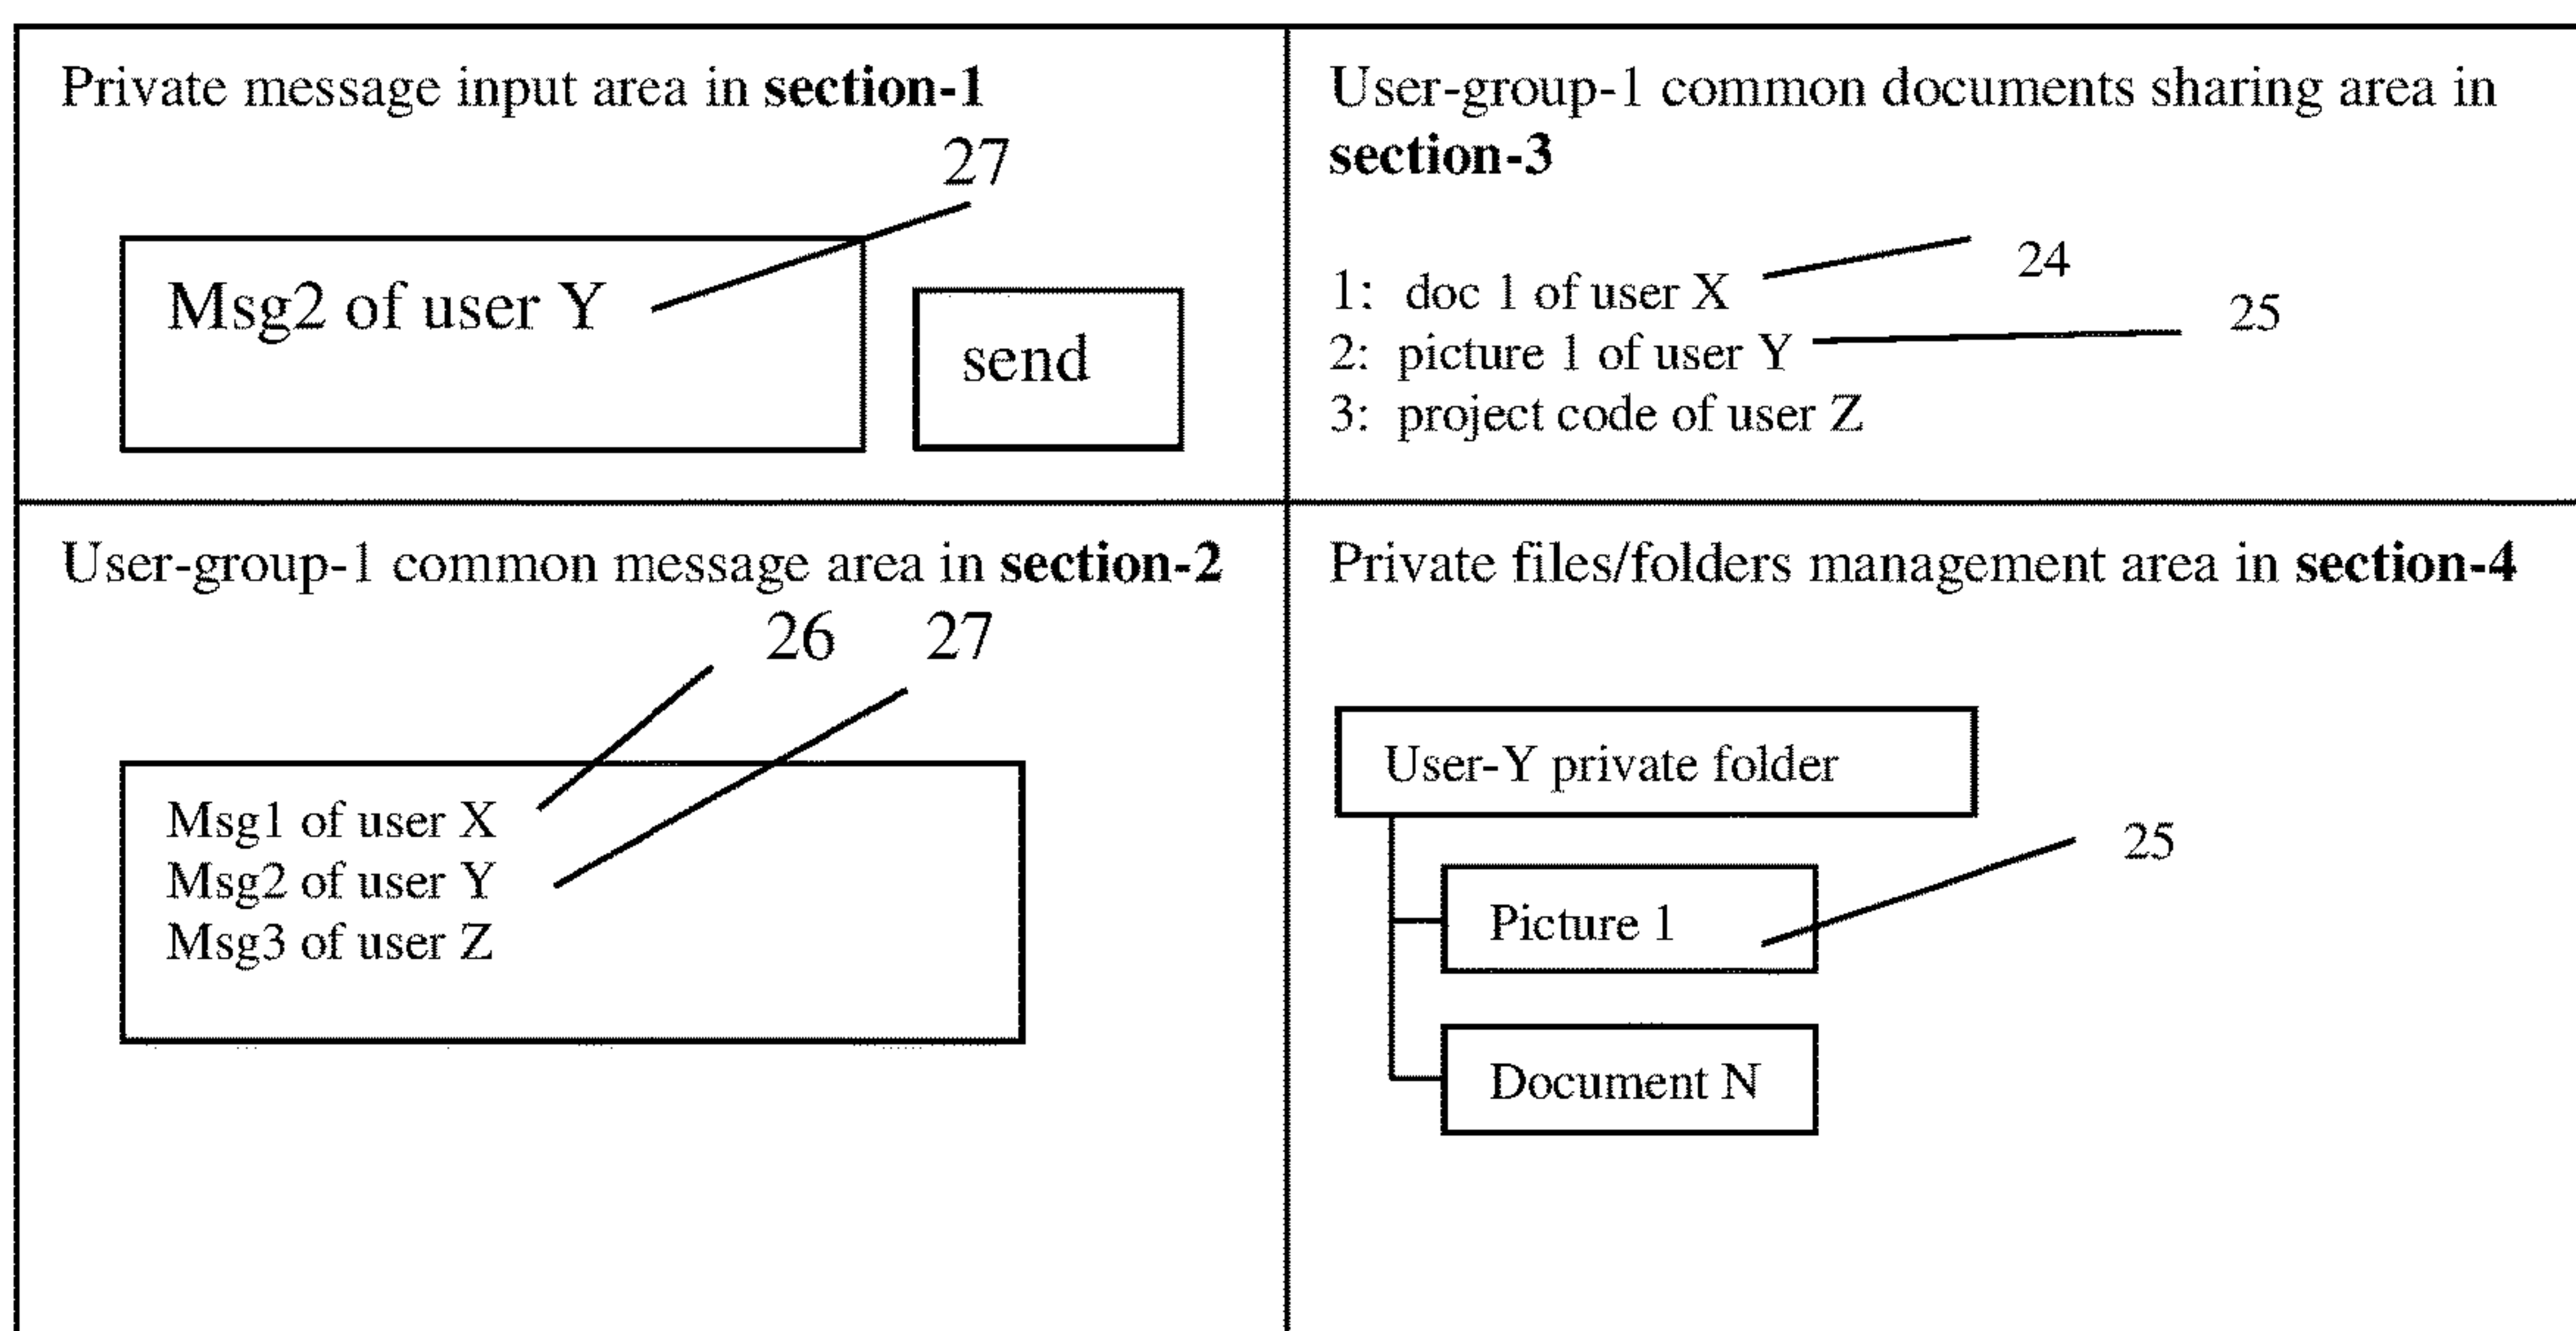 Private message input area in section-1
27
Msg2 of user Y
send
User-group-1 common documents sharing area in
section-3
24
1: doc 1 of user X
25
2: picture 1 of user Y
3: project code of user Z
User-group-1 common message area in section-2
26 27
Msg1 of user X
Msg2 of user Y
Msg3 of user Z
Private files/folders management area in section-4
User-Y private folder
25
Picture 1
Document N